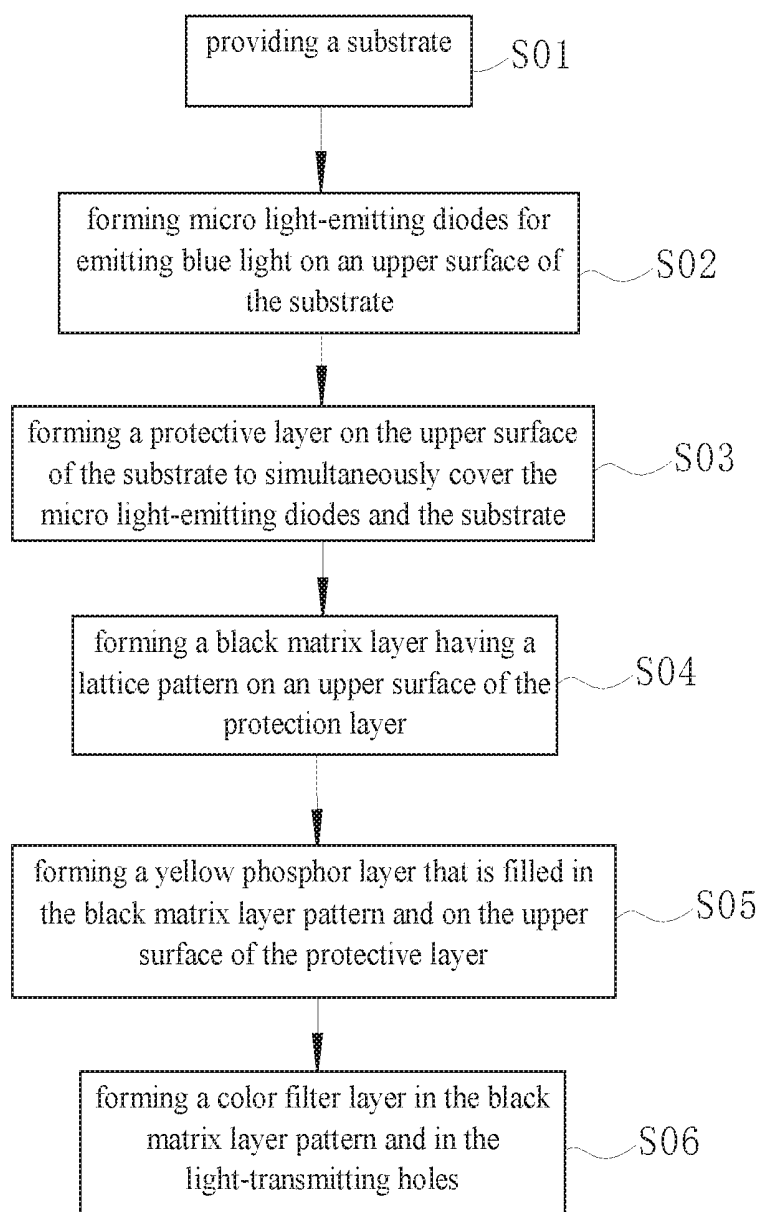 providing a substrate
S01
forming micro light-emitting diodes for
emitting blue light on an upper surface of
the substrate
S02
forming a protective layer on the upper surface
of the substrate to simultaneously cover the
micro light-emitting diodes and the substrate
S03
forming a black matrix layer having a
lattice pattern on an upper surface of the
protection layer
S04
forming a yellow phosphor layer that is filled in
the black matrix layer pattern and on the upper
surface of the protective layer
S05
forming a color filter layer in the black
matrix layer pattern and in the
light-transmitting holes
S06